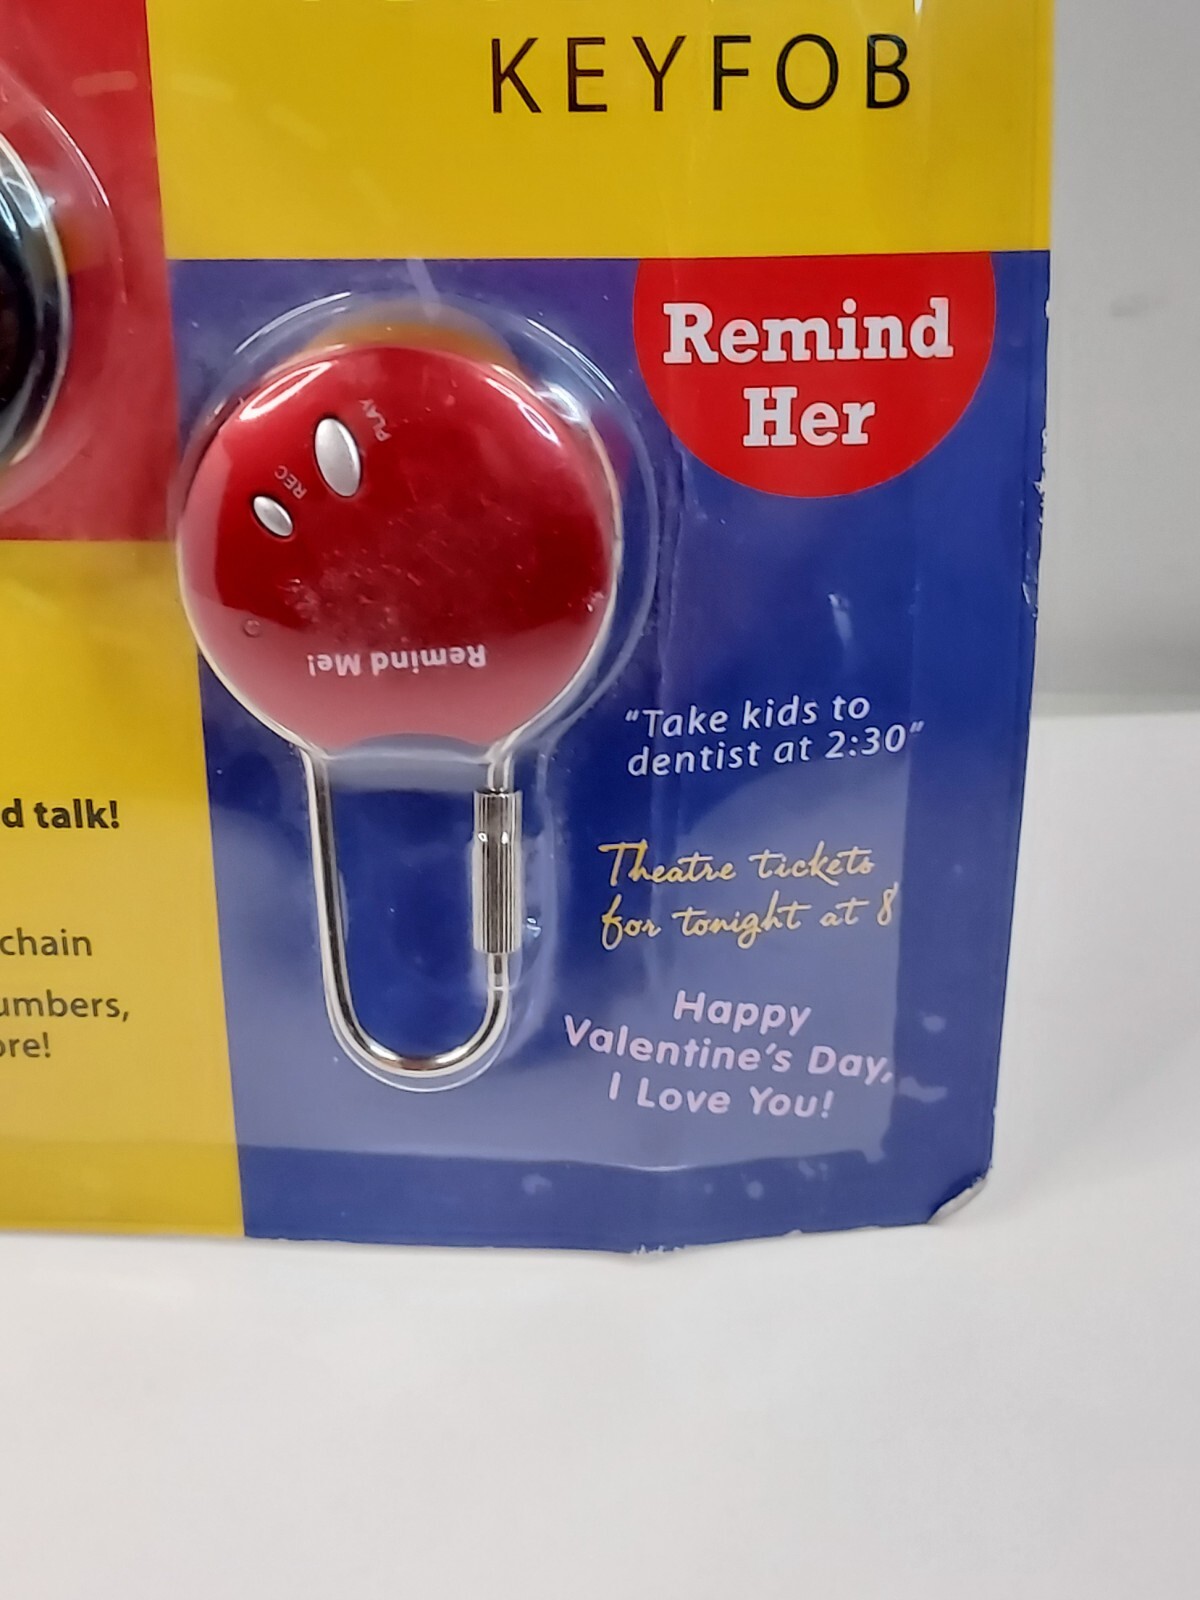 KEYFOB
Remind
Her
PLAY
REC
Remind Me!
"Take kids to
dentist at 2:30"
Theatre tickets
for tonight at 8
Happy
Valentine's Day,
I Love You!
d talk!
chain
umbers,
ore!